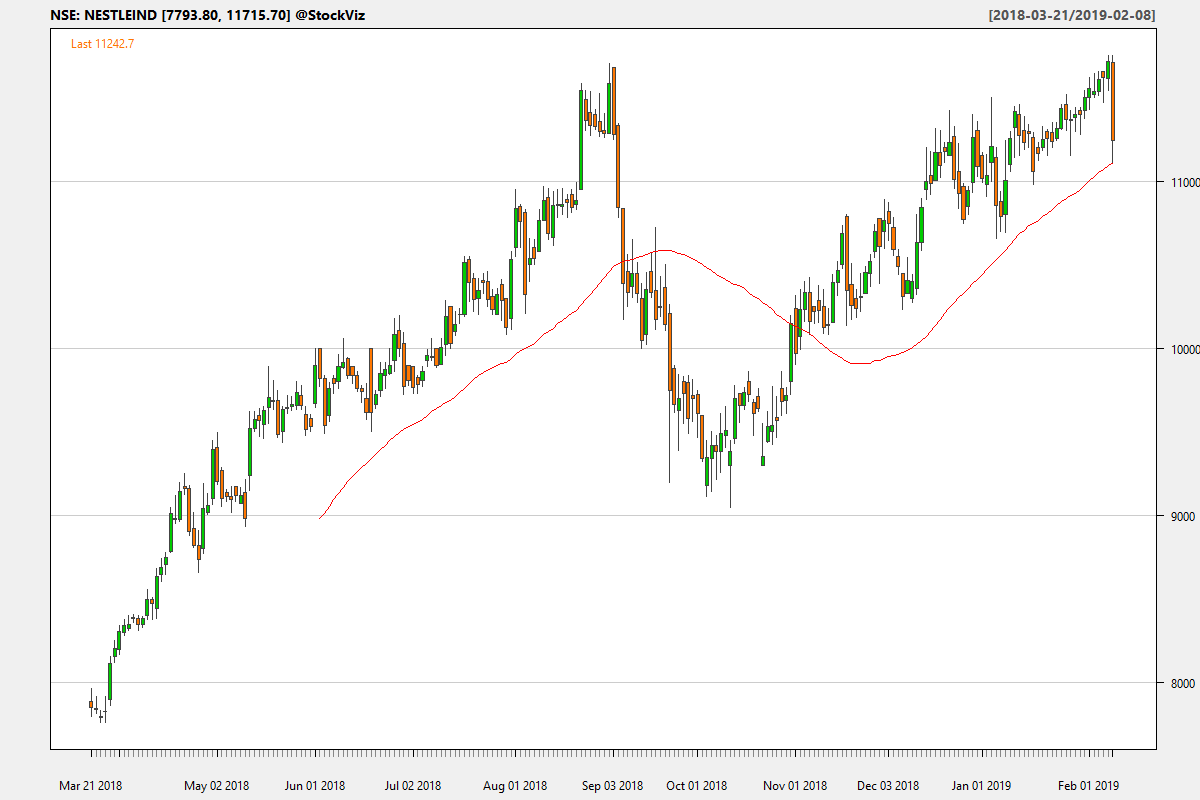 NSE: NESTLEIND [7793.80, 11715.70] @StockViz
[2018-03-21/2019-02-08]
Last 11242.7
11000
10000
9000
8000
Mar 21 2018
May 02 2018
Jun 01 2018
Jul 02 2018
Aug 01 2018
Sep 03 2018
Oct 01 2018
Nov 01 2018
Dec 03 2018
Jan 01 2019
Feb 01 2019